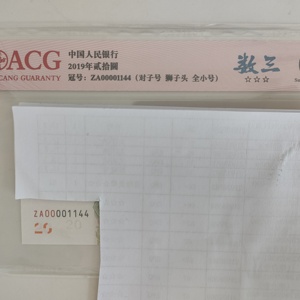 ACG
CANG GUARANTY
中国人民银行
2019年贰拾圆
冠号：ZA00001144（对子号 狮子头 全小号）
数三
☆☆☆
ZA00001144
20